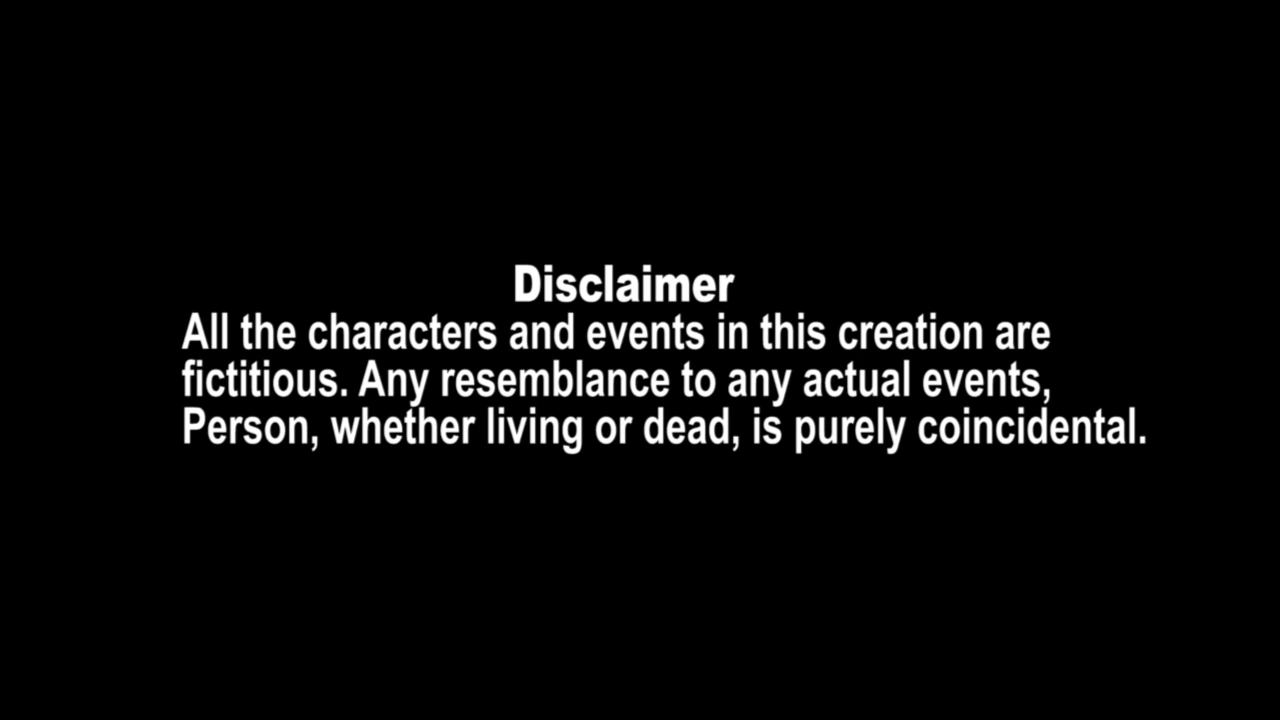 Disclaimer
All the characters and events in this creation are
fictitious. Any resemblance to any actual events,
Person, whether living or dead, is purely coincidental.